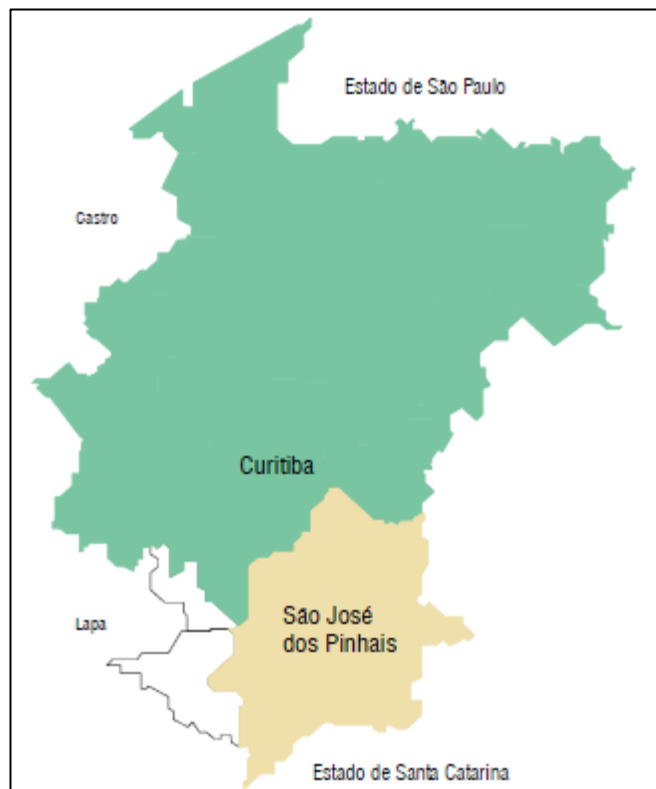 Estado de São Paulo
Castro
Curitiba
São José
dos Pinhais
Lapa
Estado de Santa Catarina